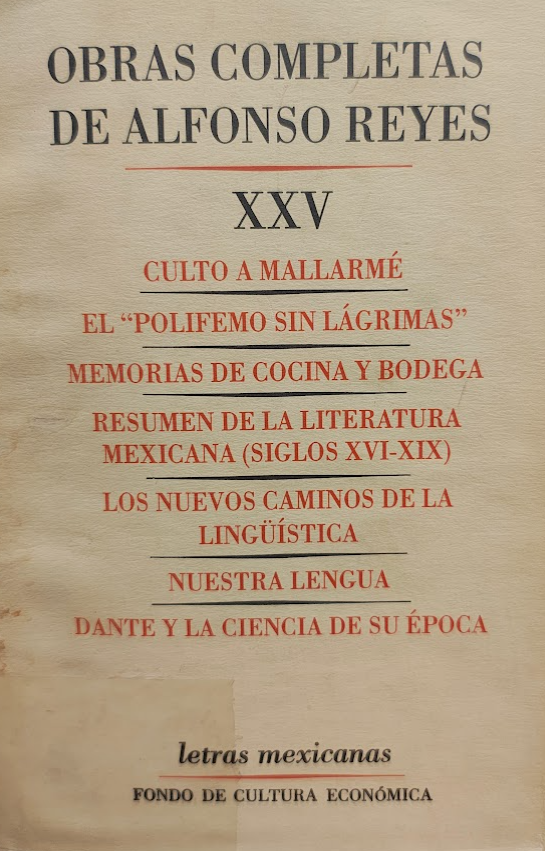 OBRAS COMPLETAS
DE ALFONSO REYES
XXV
CULTO A MALLARMÉ
EL “POLIFEMO SIN LÁGRIMAS”
MEMORIAS DE COCINA Y BODEGA
RESUMEN DE LA LITERATURA
MEXICANA (SIGLOS XVI-XIX)
LOS NUEVOS CAMINOS DE LA
LINGÜÍSTICA
NUESTRA LENGUA
DANTE Y LA CIENCIA DE SU ÉPOCA
letras mexicanas
FONDO DE CULTURA ECONÓMICA